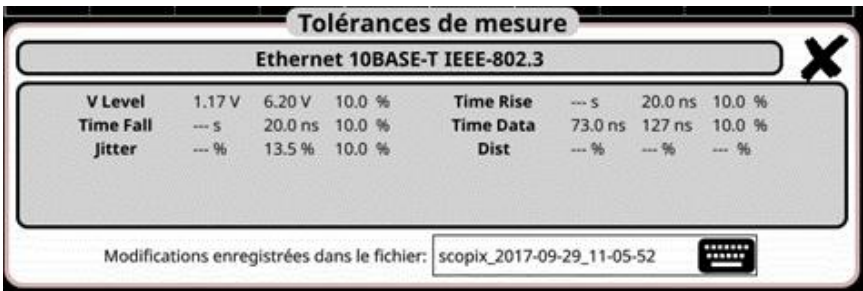 Tolérances de mesure
Ethernet 10BASE-T IEEE-802.3
V Level 1.17 V 6.20 V 10.0 % Time Rise --- s 20.0 ns 10.0 %
Time Fall --- s 20.0 ns 10.0 % Time Data 73.0 ns 127 ns 10.0 %
Jitter --- % 13.5 % 10.0 % Dist --- % --- % --- %
Modifications enregistrées dans le fichier: scopix_2017-09-29_11-05-52